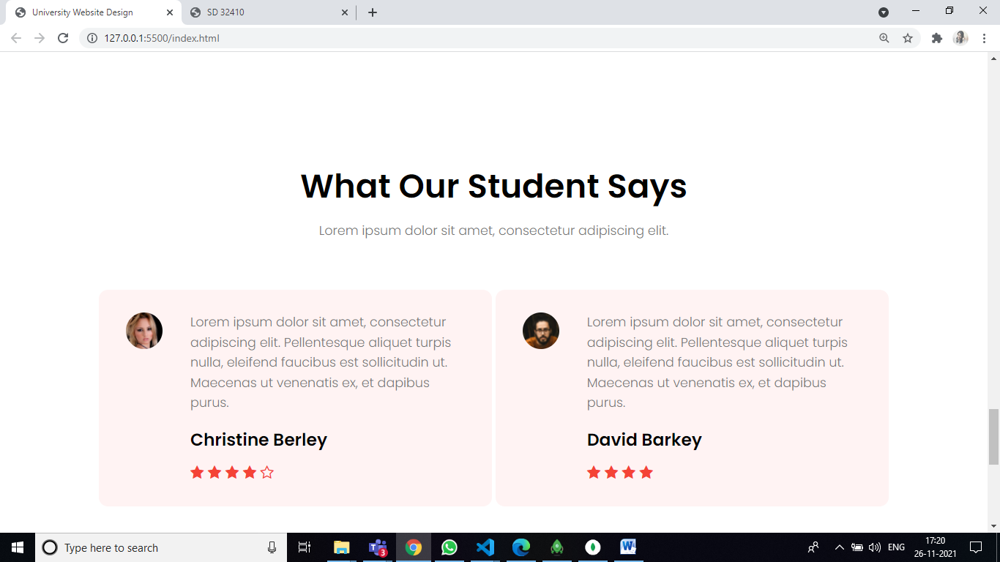 University Website Design
SD 32410
127.0.0.1:5500/index.html
What Our Student Says
Lorem ipsum dolor sit amet, consectetur adipiscing elit.
Lorem ipsum dolor sit amet, consectetur
adipiscing elit. Pellentesque aliquet turpis
nulla, eleifend faucibus est sollicitudin ut.
Maecenas ut venenatis ex, et dapibus
purus.
Christine Berley
Lorem ipsum dolor sit amet, consectetur
adipiscing elit. Pellentesque aliquet turpis
nulla, eleifend faucibus est sollicitudin ut.
Maecenas ut venenatis ex, et dapibus
purus.
David Barkey
Type here to search
3
W
ENG
17:20
26-11-2021